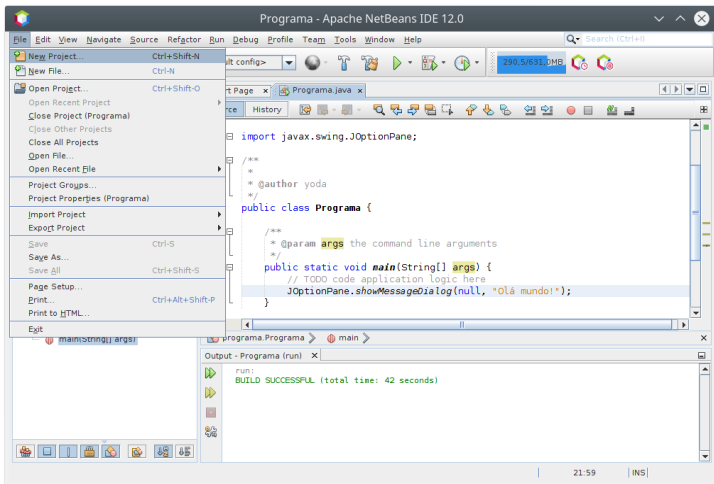 Programa - Apache NetBeans IDE 12.0
File Edit View Navigate Source Refactor Run Debug Profile Team Tools Window Help
Search (Ctrl+I)
New Project... Ctrl+Shift-N
New File... Ctrl-N
Open Project... Ctrl+Shift-O
Open Recent Project
Close Project (Programa)
Close Other Projects
Close All Projects
Open File...
Open Recent File
Project Groups...
Project Properties (Programa)
Import Project
Export Project
Save Ctrl-S
Save As...
Save All Ctrl+Shift-S
Page Setup...
Print... Ctrl+Alt+Shift-P
Print to HTML...
Exit
config>
290.5/631.0MB
Page x Programa.java x
History
import javax.swing.JOptionPane;
/**
*
* @author yoda
*/
public class Programa {
/**
* @param args the command line arguments
*/
public static void main(String[] args) {
// TODO code application logic here
JOptionPane.showMessageDialog(null, "Olá mundo!");
}
main(String[] args)
programa.Programa main
Output - Programa (run) x
run:
BUILD SUCCESSFUL (total time: 42 seconds)
21:59 INS